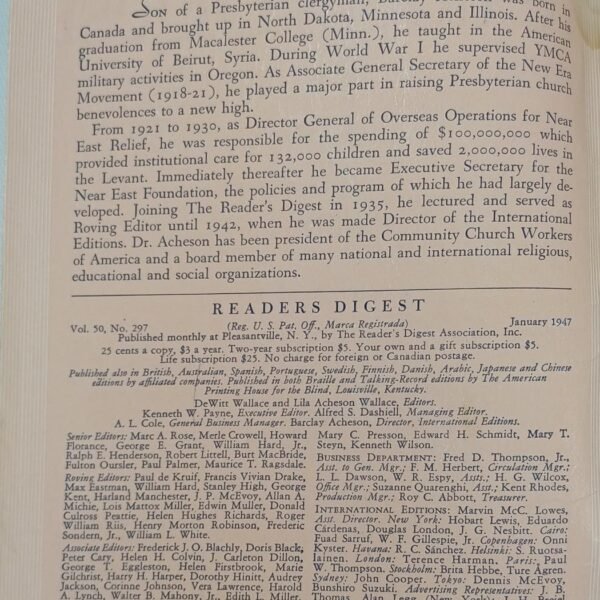 SON of a Presbyterian clergyman, Barclay Acheson was born in
Canada and brought up in North Dakota, Minnesota and Illinois. After his
graduation from Macalester College (Minn.), he taught in the American
University of Beirut, Syria. During World War I he supervised YMCA
military activities in Oregon. As Associate General Secretary of the New Era
Movement (1918-21), he played a major part in raising Presbyterian church
benevolences to a new high.
From 1921 to 1930, as Director General of Overseas Operations for Near
East Relief, he was responsible for the spending of $100,000,000 which
provided institutional care for 132,000 children and saved 2,000,000 lives in
the Levant. Immediately thereafter he became Executive Secretary for the
Near East Foundation, the policies and program of which he had largely de-
veloped. Joining The Reader's Digest in 1935, he lectured and served as
Roving Editor until 1942, when he was made Director of the International
Editions. Dr. Acheson has been president of the Community Church Workers
of America and a board member of many national and international religious,
educational and social organizations.
READERS DIGEST
Vol. 50, No. 297 (Reg. U. S. Pat. Off., Marca Registrada) January 1947
Published monthly at Pleasantville, N. Y., by The Reader's Digest Association, Inc.
25 cents a copy, $3 a year. Two-year subscription $5. Your own and a gift subscription $5.
Life subscription $25. No charge for foreign or Canadian postage.
Published also in British, Australian, Spanish, Portuguese, Swedish, Finnish, Danish, Arabic, Japanese and Chinese
editions by affiliated companies. Published in both Braille and Talking-Record editions by The American
Printing House for the Blind, Louisville, Kentucky.
DeWitt Wallace and Lila Acheson Wallace, Editors.
Kenneth W. Payne, Executive Editor. Alfred S. Dashiell, Managing Editor.
A. L. Cole, General Business Manager. Barclay Acheson, Director, International Editions.
Senior Editors: Marc A. Rose, Merle Crowell, Howard
Florance, George E. Grant, William Hard, Jr.,
Ralph E. Henderson, Robert Littell, Burt MacBride,
Fulton Oursler, Paul Palmer, Maurice T. Ragsdale.
Roving Editors: Paul de Kruif, Francis Vivian Drake,
Max Eastman, William Hard, Stanley High, George
Kent, Harland Manchester, J. P. McEvoy, Allan A.
Michie, Lois Mattox Miller, Edwin Muller, Donald
Culross Peattie, Helen Hughes Richards, Roger
William Riis, Henry Morton Robinson, Frederic
Sondern, Jr., William L. White.
Associate Editors: Frederick J. O. Blachly, Doris Black,
Peter Cary, Helen H. Colvin, J. Carleton Dillon,
George T. Eggleston, Helen Firstbrook, Marie
Gilchrist, Harry H. Harper, Dorothy Hinitt, Audrey
Jackson, Corinne Johnson, Vera Lawrence, Harold
A. Lynch, Walter B. Mahony, Jr., Edith L. Miller,
Mary C. Presson, Edward H. Schmidt, Mary T.
Steyn, Kenneth Wilson.
BUSINESS DEPARTMENT: Fred D. Thompson, Jr.,
Asst. to Gen. Mgr.; F. M. Herbert, Circulation Mgr.;
L. L. Dawson, W. R. Espy, Assts.; H. G. Wilcox,
Office Mgr.; Suzanne Quarenghi, Asst.; Kent Rhodes,
Production Mgr.; Roy C. Abbott, Treasurer.
INTERNATIONAL EDITIONS: Marvin McC. Lowes,
Asst. Director. New York: Hobart Lewis, Eduardo
Cárdenas, Douglas London, J. G. Nesbitt. Cairo:
Fuad Sarruf, W. F. Gillespie, Jr. Copenhagen: Onni
Kyster. Havana: R. C. Sánchez. Helsinki: S. Ruotsa-
lainen. London: Terence Harman. Paris: Paul
W. Thompson. Stockholm: Brita Hebbe, Ture Agren.
Sydney: John Cooper. Tokyo: Dennis McEvoy,
Bunshiro Suzuki. Advertising Representatives: J. B.